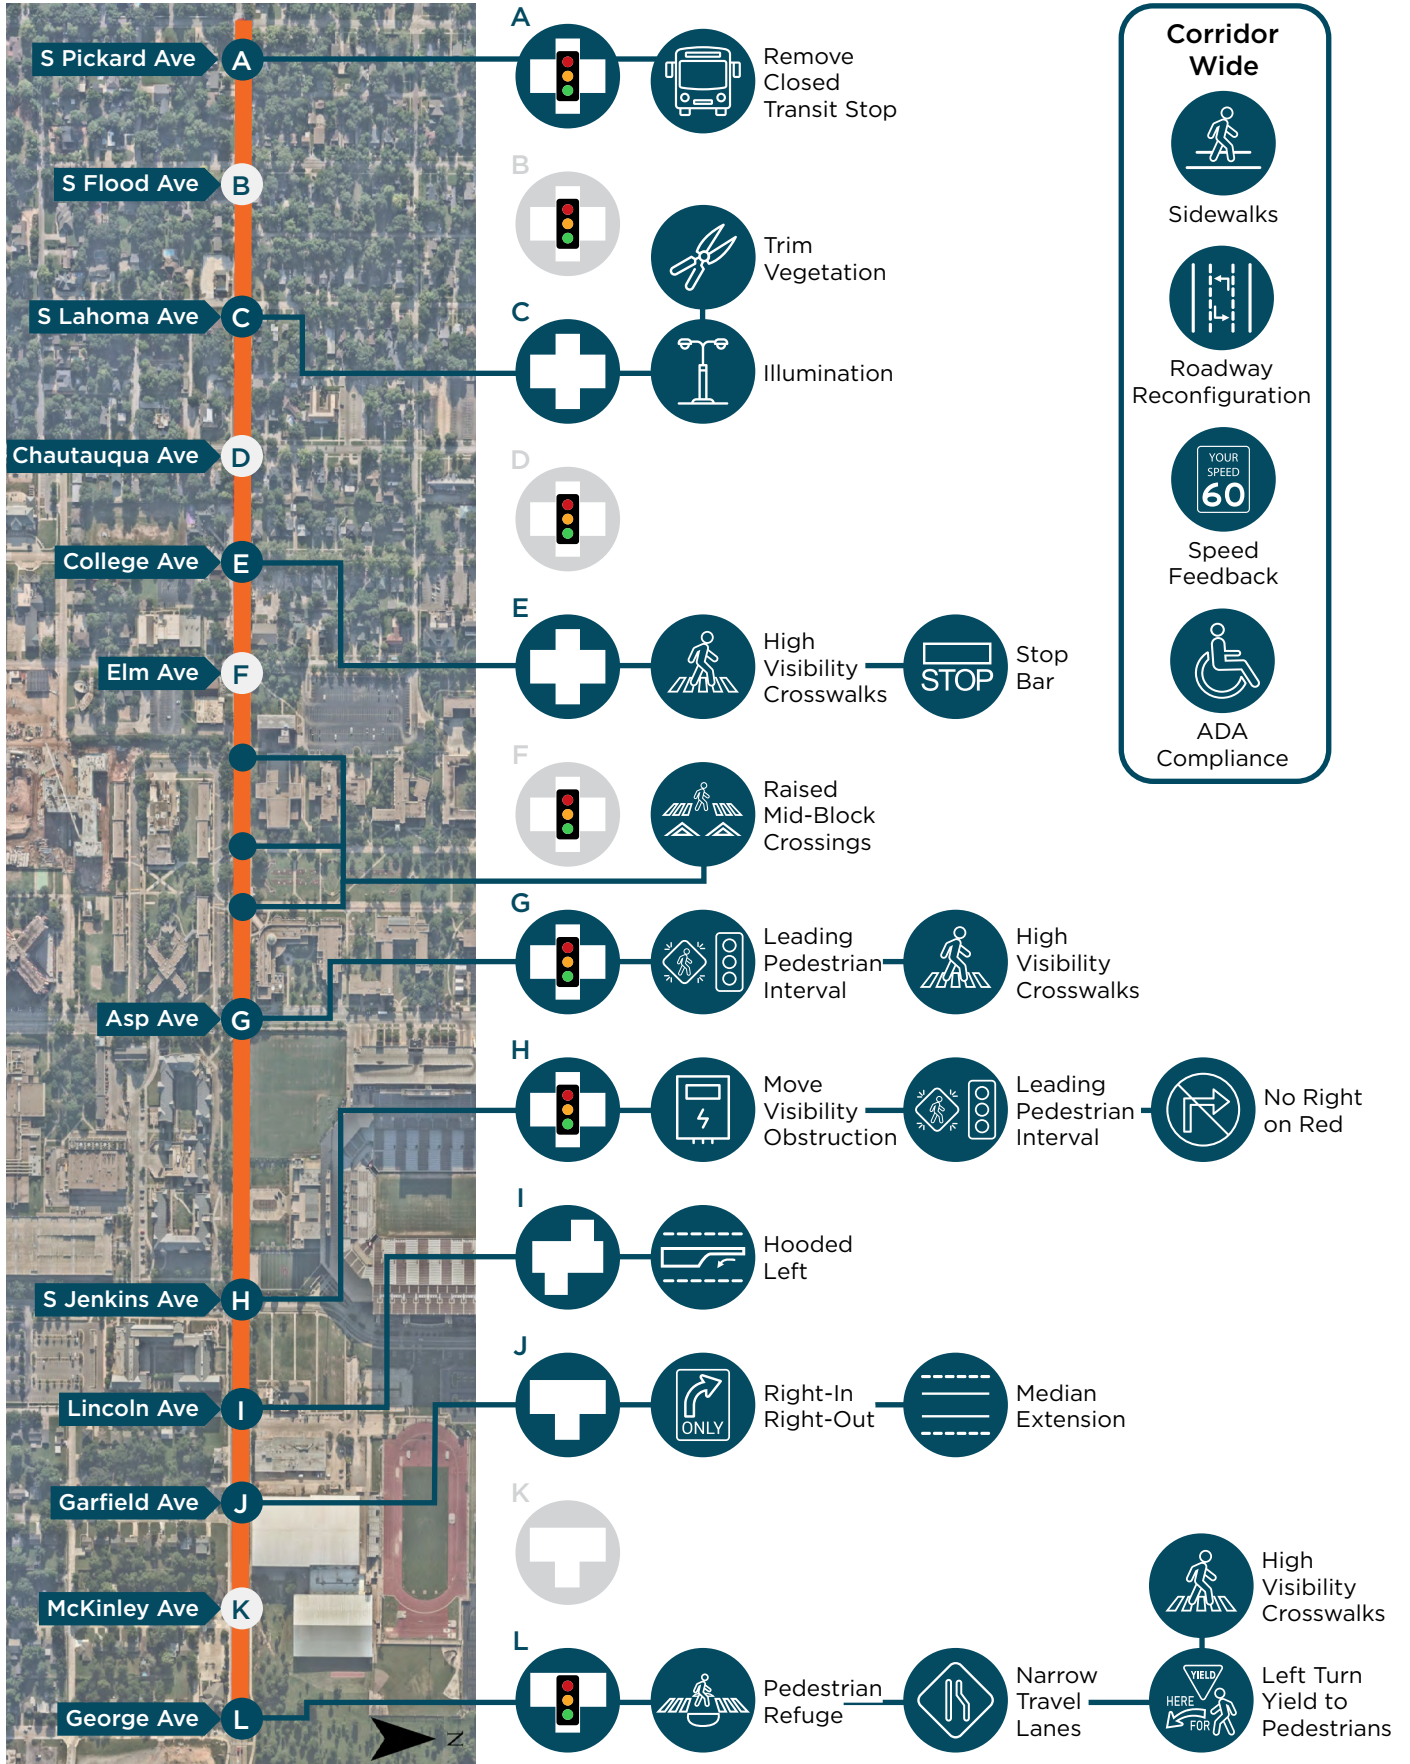 S Pickard Ave
A
S Flood Ave
B
S Lahoma Ave
C
Chautauqua Ave
D
College Ave
E
Elm Ave
F
Asp Ave
G
S Jenkins Ave
H
Lincoln Ave
I
Garfield Ave
J
McKinley Ave
K
George Ave
L
N
A
Remove
Closed
Transit Stop
B
Trim
Vegetation
C
Illumination
D
E
High
Visibility
Crosswalks
STOP
Stop
Bar
F
Raised
Mid-Block
Crossings
G
Leading
Pedestrian
Interval
High
Visibility
Crosswalks
H
Move
Visibility
Obstruction
Leading
Pedestrian
Interval
No Right
on Red
I
Hooded
Left
J
ONLY
Right-In
Right-Out
Median
Extension
K
High
Visibility
Crosswalks
L
Pedestrian
Refuge
Narrow
Travel
Lanes
YIELD
HERE
FOR
Left Turn
Yield to
Pedestrians
Corridor
Wide
Sidewalks
Roadway
Reconfiguration
YOUR
SPEED
60
Speed
Feedback
ADA
Compliance